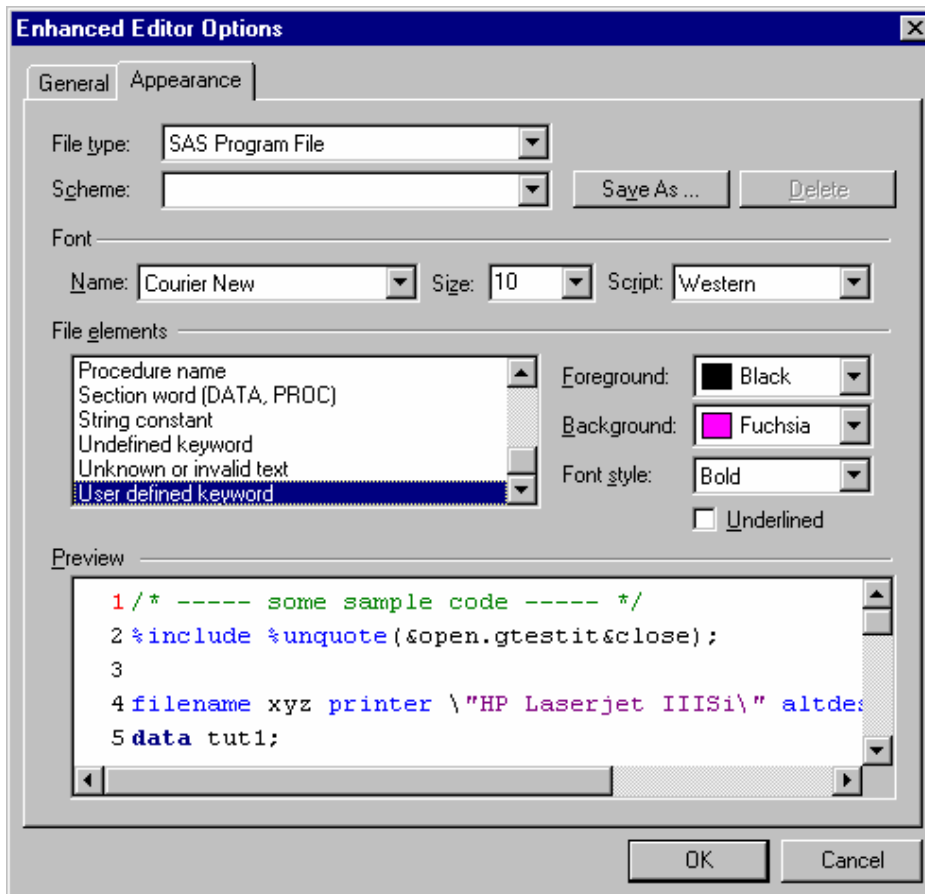 Enhanced Editor Options
General Appearance
File type: SAS Program File
Scheme: Save As ... Delete
Font
Name: Courier New Size: 10 Script: Western
File elements
Procedure name
Section word (DATA, PROC)
String constant
Undefined keyword
Unknown or invalid text
User defined keyword
Foreground: Black
Background: Fuchsia
Font style: Bold
Underlined
Preview
1 /* ----- some sample code ----- */
2 %include %unquote(&open.gtestit&close);
3
4 filename xyz printer \"HP Laserjet IIISi\" altdes
5 data tut1;
OK Cancel